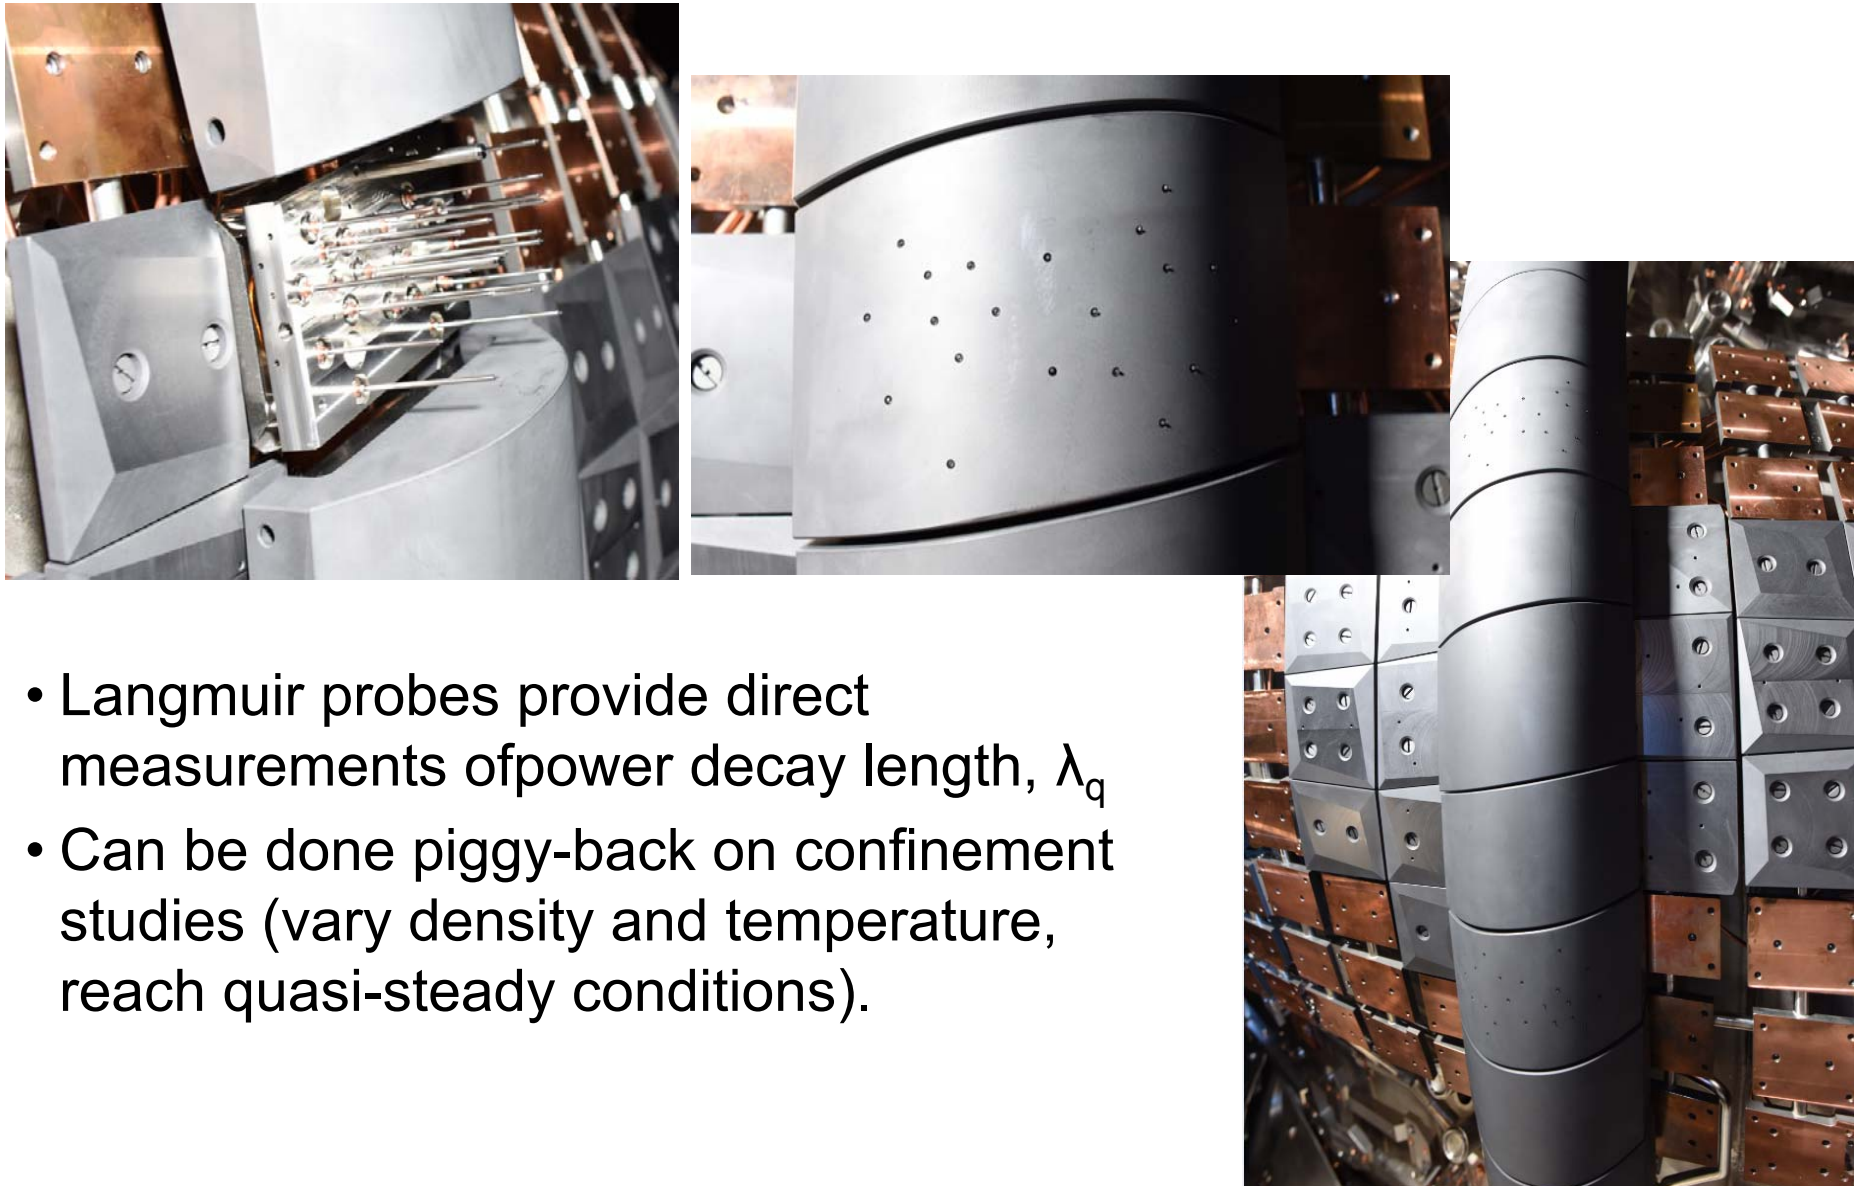 • Langmuir probes provide direct
measurements ofpower decay length, λq
• Can be done piggy-back on confinement
studies (vary density and temperature,
reach quasi-steady conditions).